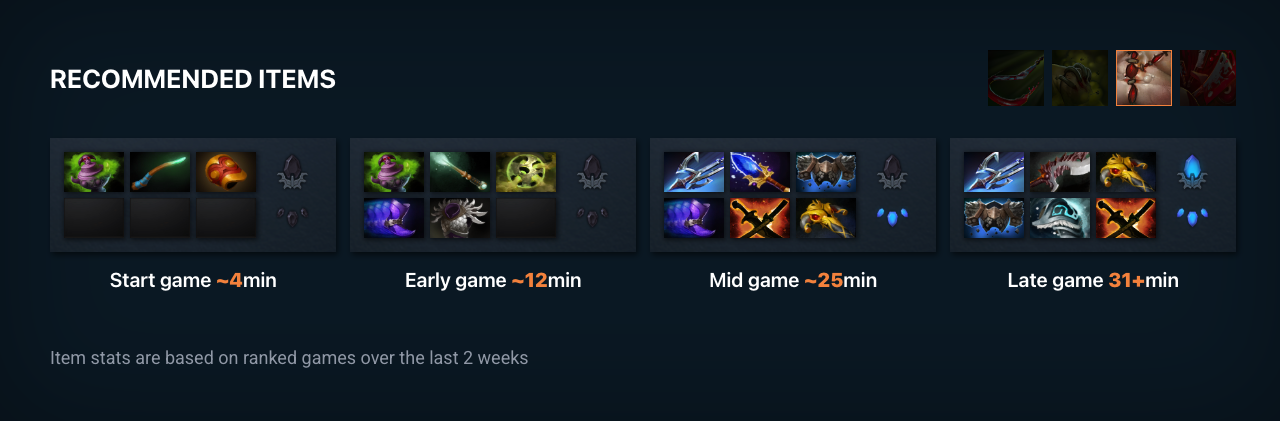 RECOMMENDED ITEMS
Start game ~4min
Early game ~12min
Mid game ~25min
Late game 31+min
Item stats are based on ranked games over the last 2 weeks